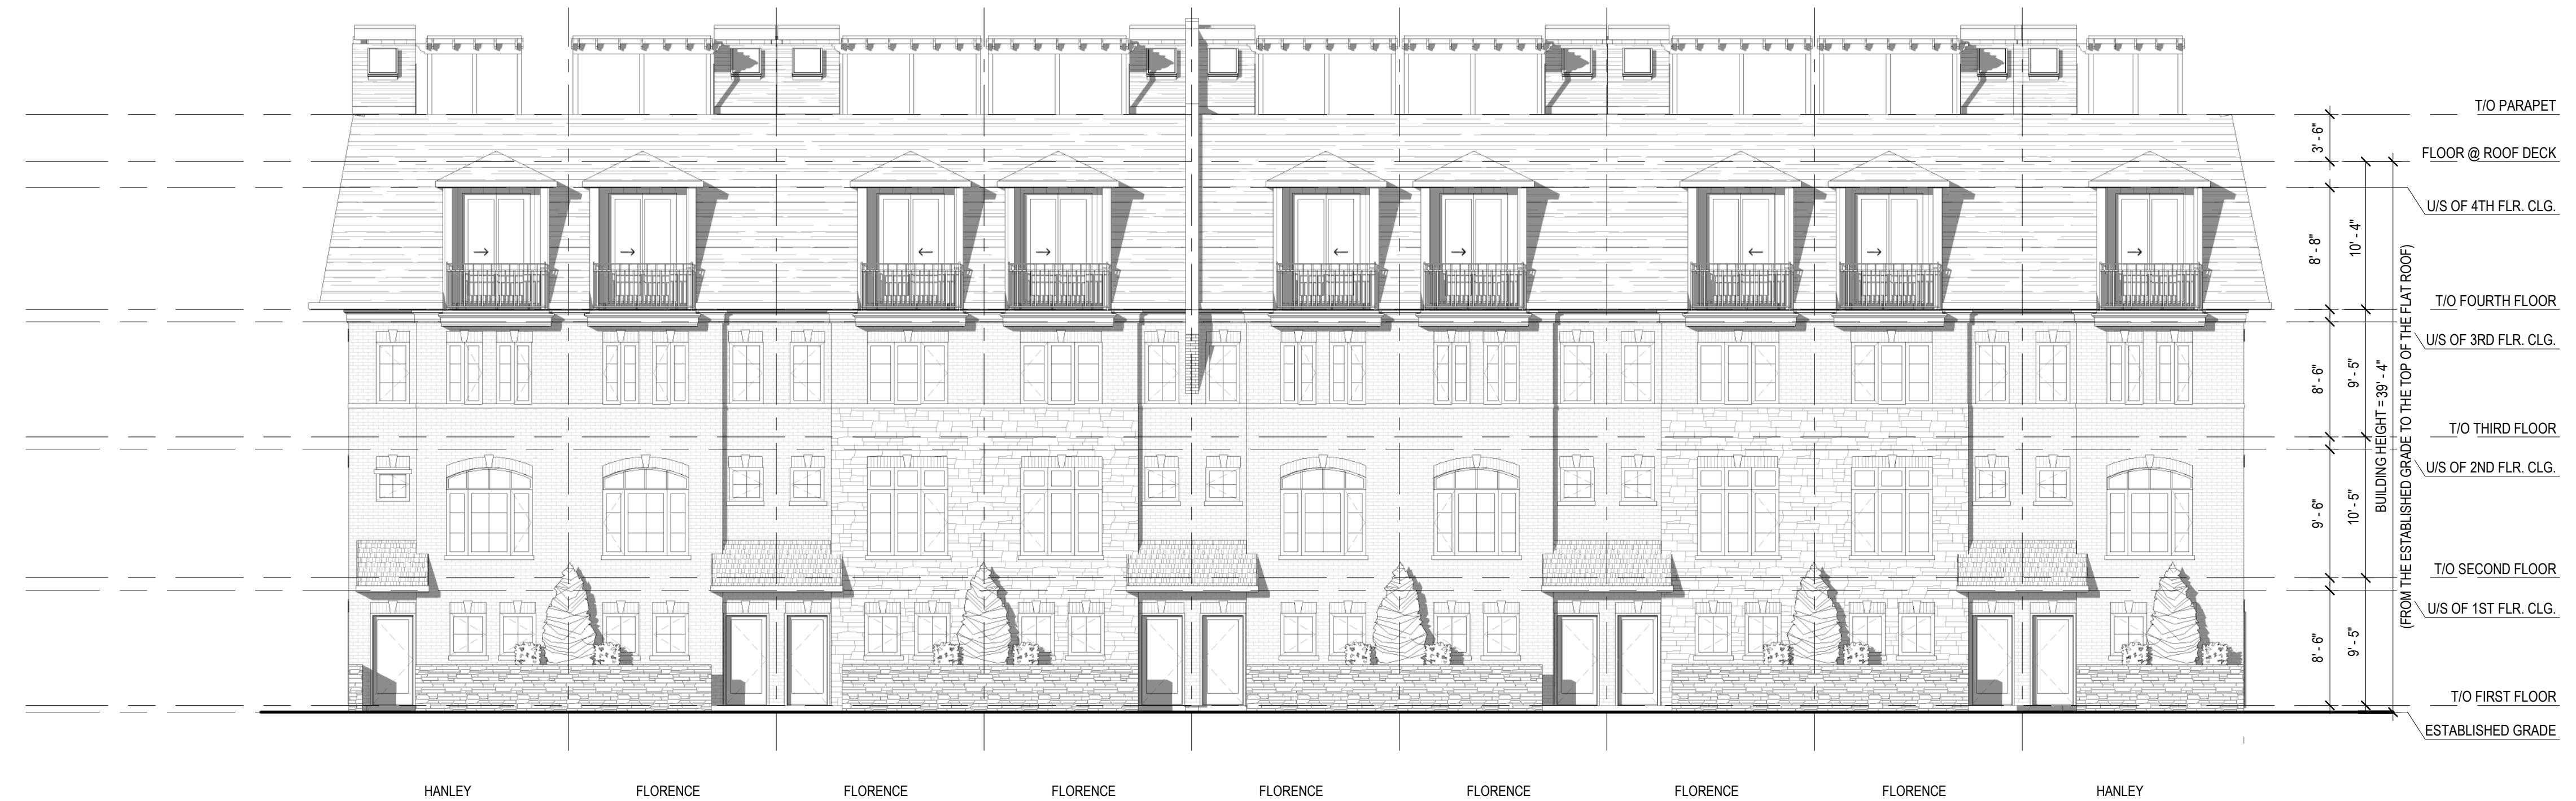 T/O PARAPET
3' - 6"
FLOOR @ ROOF DECK
U/S OF 4TH FLR. CLG.
8' - 8"
10' - 4"
T/O FOURTH FLOOR
U/S OF 3RD FLR. CLG.
8' - 6"
9' - 5"
BUILDING HEIGHT = 39' - 4"
(FROM THE ESTABLISHED GRADE TO THE TOP OF THE FLAT ROOF)
T/O THIRD FLOOR
U/S OF 2ND FLR. CLG.
9' - 6"
10' - 5"
T/O SECOND FLOOR
U/S OF 1ST FLR. CLG.
8' - 6"
9' - 5"
T/O FIRST FLOOR
ESTABLISHED GRADE
HANLEY FLORENCE FLORENCE FLORENCE FLORENCE FLORENCE FLORENCE FLORENCE HANLEY